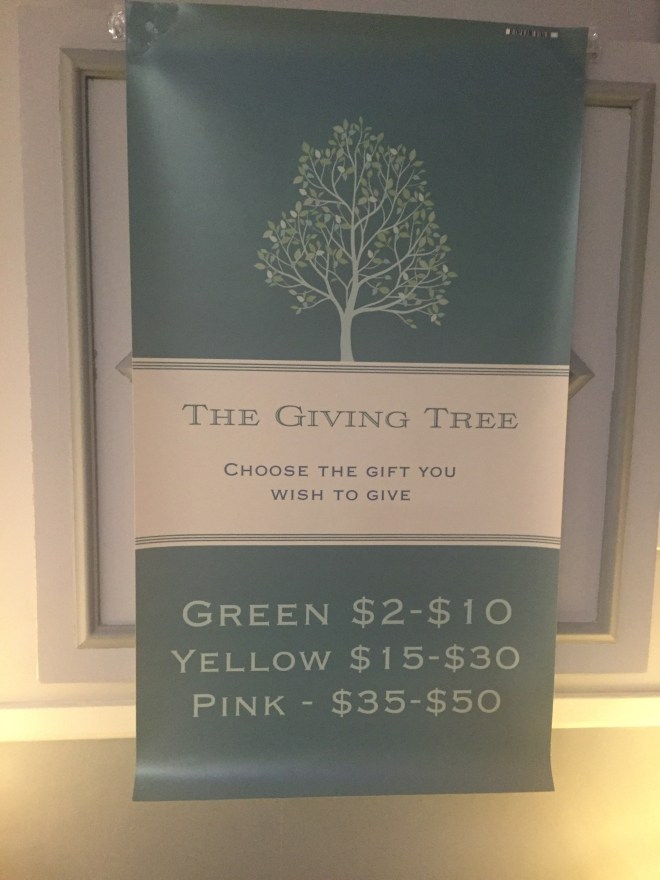 THE GIVING TREE
CHOOSE THE GIFT YOU
WISH TO GIVE
GREEN $2-$10
YELLOW $15-$30
PINK - $35-$50